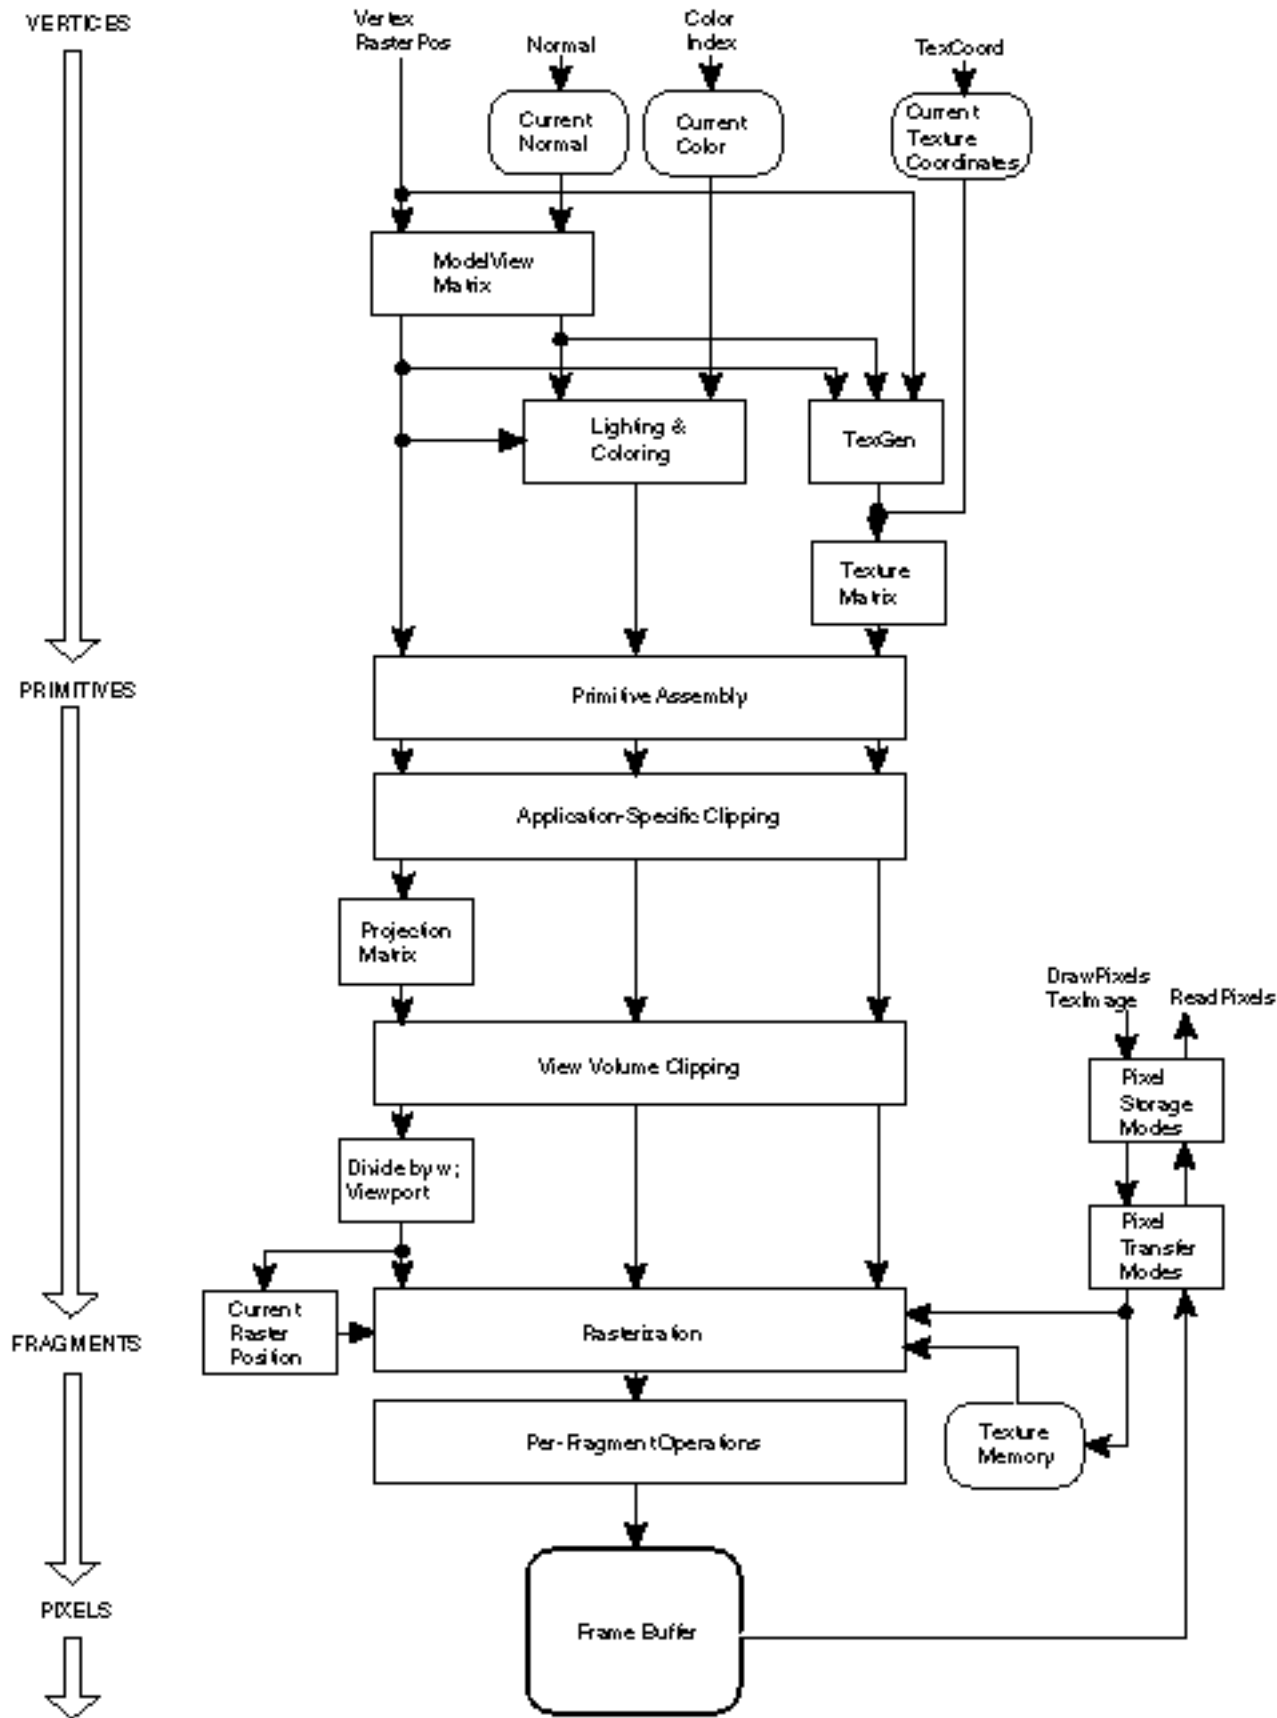 VERTICES
Vertex
RasterPos
Normal
Color
Index
TexCoord
Current
Normal
Current
Color
Current
Texture
Coordinates
ModelView
Matrix
Lighting &
Coloring
TexGen
Texture
Matrix
PRIMITIVES
Primitive Assembly
Application-Specific Clipping
Projection
Matrix
DrawPixels
TexImage
ReadPixels
View Volume Clipping
Pixel
Storage
Modes
Divide by w;
Viewport
Pixel
Transfer
Modes
FRAGMENTS
Current
Raster
Position
Rasterization
Per-Fragment Operations
Texture
Memory
PIXELS
Frame Buffer